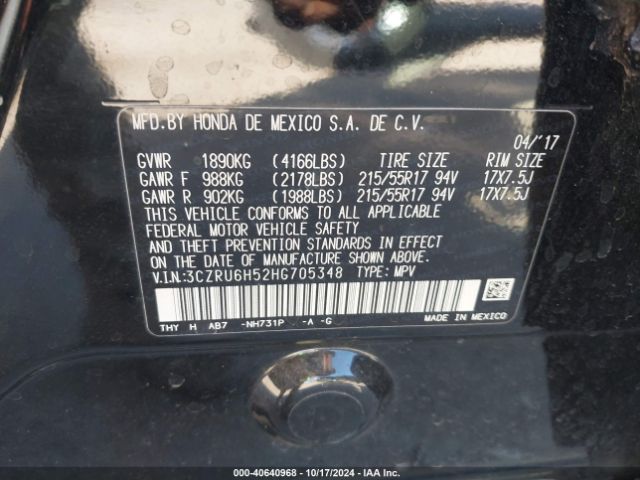 MFD.BY HONDA DE MEXICO S.A. DE C.V.
04/'17
GVWR 1890KG (4166LBS) TIRE SIZE RIM SIZE
GAWR F 988KG (2178LBS) 215/55R17 94V 17X7.5J
GAWR R 902KG (1988LBS) 215/55R17 94V 17X7.5J
THIS VEHICLE CONFORMS TO ALL APPLICABLE
FEDERAL MOTOR VEHICLE SAFETY
AND THEFT PREVENTION STANDARDS IN EFFECT
ON THE DATE OF MANUFACTURE SHOWN ABOVE.
V.I.N:3CZRU6H52HG705348 TYPE: MPV
THY H AB7 -NH731P -A -G MADE IN MEXICO
000-40640968 | 10/17/2024 | IAA Inc.